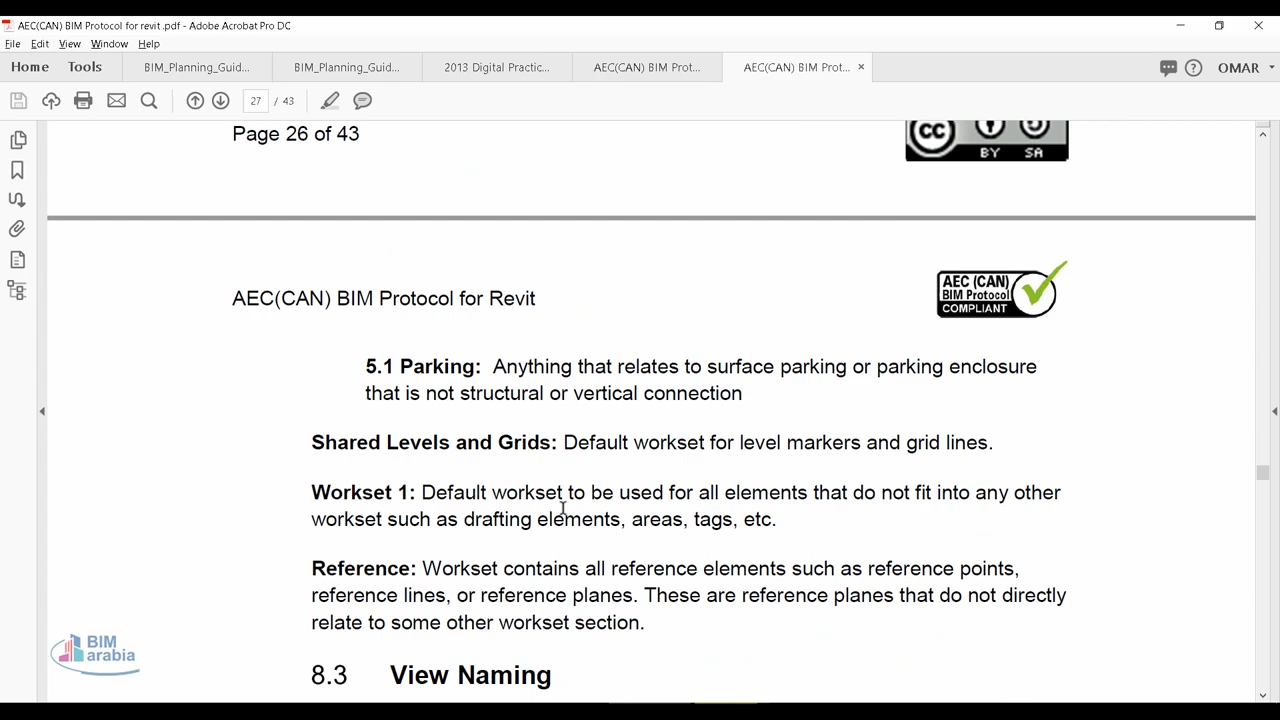 AEC(CAN) BIM Protocol for revit .pdf - Adobe Acrobat Pro DC
File Edit View Window Help
Home Tools BIM_Planning_Guid... BIM_Planning_Guid... 2013 Digital Practic... AEC(CAN) BIM Prot... AEC(CAN) BIM Prot... × OMAR
27 / 43
Page 26 of 43
CC
BY SA
AEC(CAN) BIM Protocol for Revit
AEC (CAN)
BIM Protocol
COMPLIANT
5.1 Parking: Anything that relates to surface parking or parking enclosure
that is not structural or vertical connection
Shared Levels and Grids: Default workset for level markers and grid lines.
Workset 1: Default workset to be used for all elements that do not fit into any other
workset such as drafting elements, areas, tags, etc.
Reference: Workset contains all reference elements such as reference points,
reference lines, or reference planes. These are reference planes that do not directly
relate to some other workset section.
BIM
arabia
8.3 View Naming